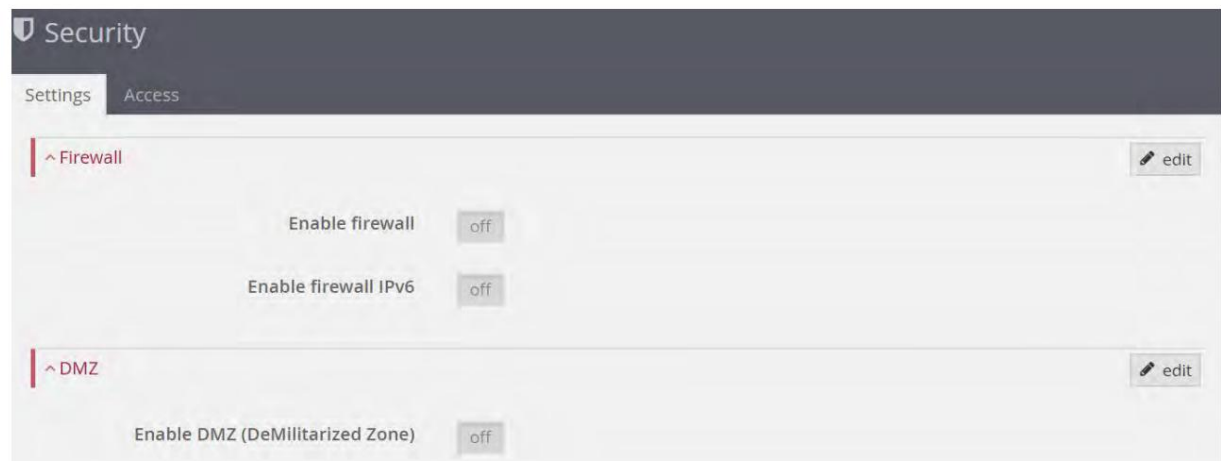 Security
Settings Access
Firewall edit
Enable firewall off
Enable firewall IPv6 off
DMZ edit
Enable DMZ (DeMilitarized Zone) off